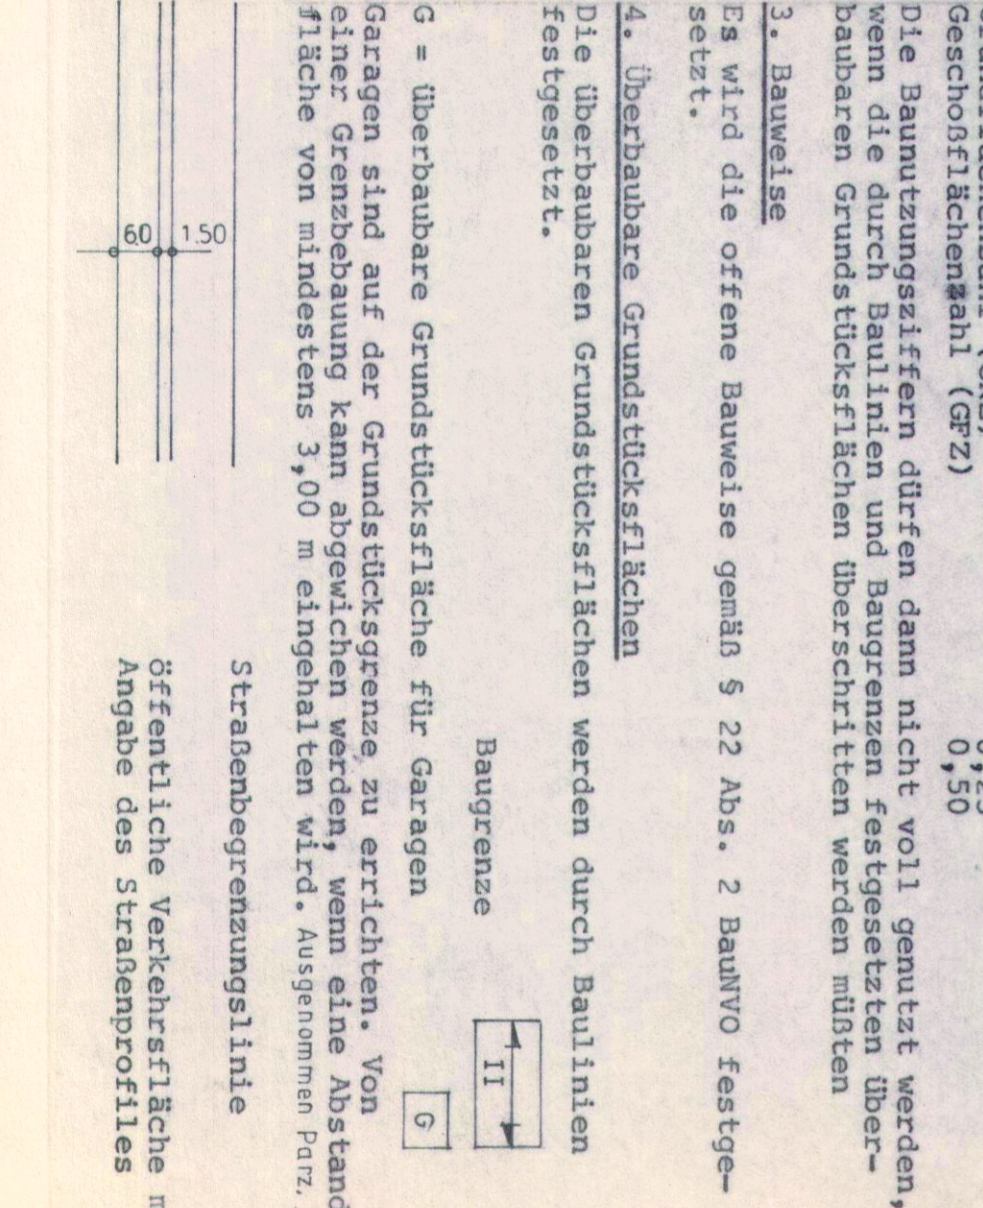 Geschoßflächenzahl (GFZ) 0,50
Die Baunutzungsziffern dürfen dann nicht voll genutzt werden,
wenn die durch Baulinien und Baugrenzen festgesetzten über-
baubaren Grundstücksflächen überschritten werden müßten
3. Bauweise
Es wird die offene Bauweise gemäß § 22 Abs. 2 BauNVO festge-
setzt.
4. Überbaubare Grundstücksflächen
Die überbaubaren Grundstücksflächen werden durch Baulinien
festgesetzt.
Baugrenze II
G = überbaubare Grundstücksfläche für Garagen G
Garagen sind auf der Grundstücksgrenze zu errichten. Von
einer Grenzbebauung kann abgewichen werden, wenn eine Abstand
fläche von mindestens 3,00 m eingehalten wird. Ausgenommen Parz.
Straßenbegrenzungslinie
1.50
60
öffentliche Verkehrsfläche m
Angabe des Straßenprofiles